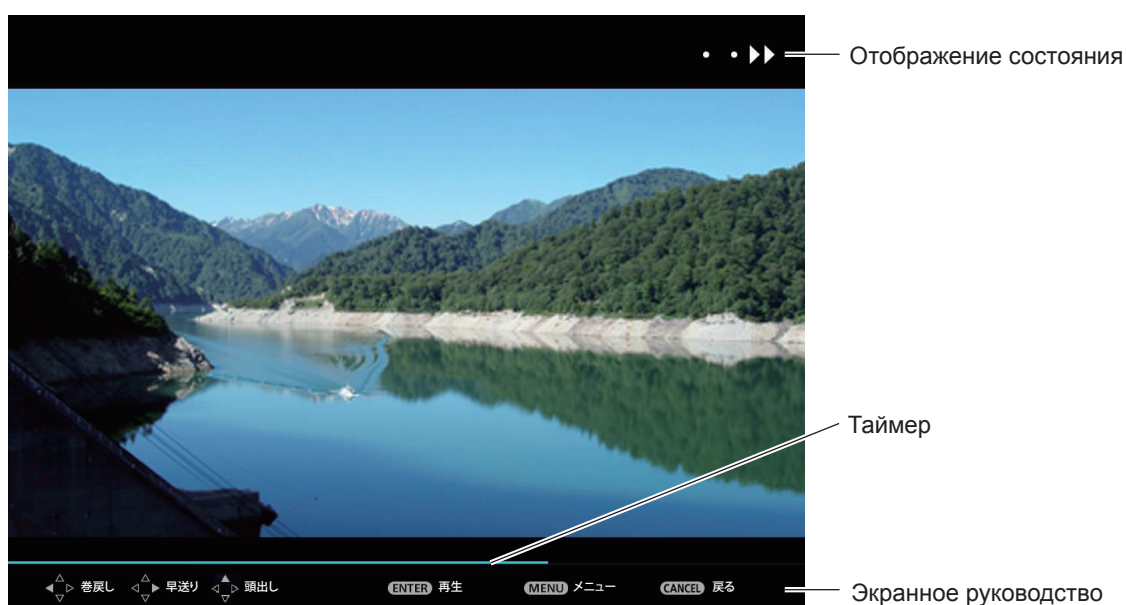 Отображение состояния
Таймер
巻戻し 早送り 頭出し ENTER 再生 MENU メニュー CANCEL 戻る
Экранное руководство